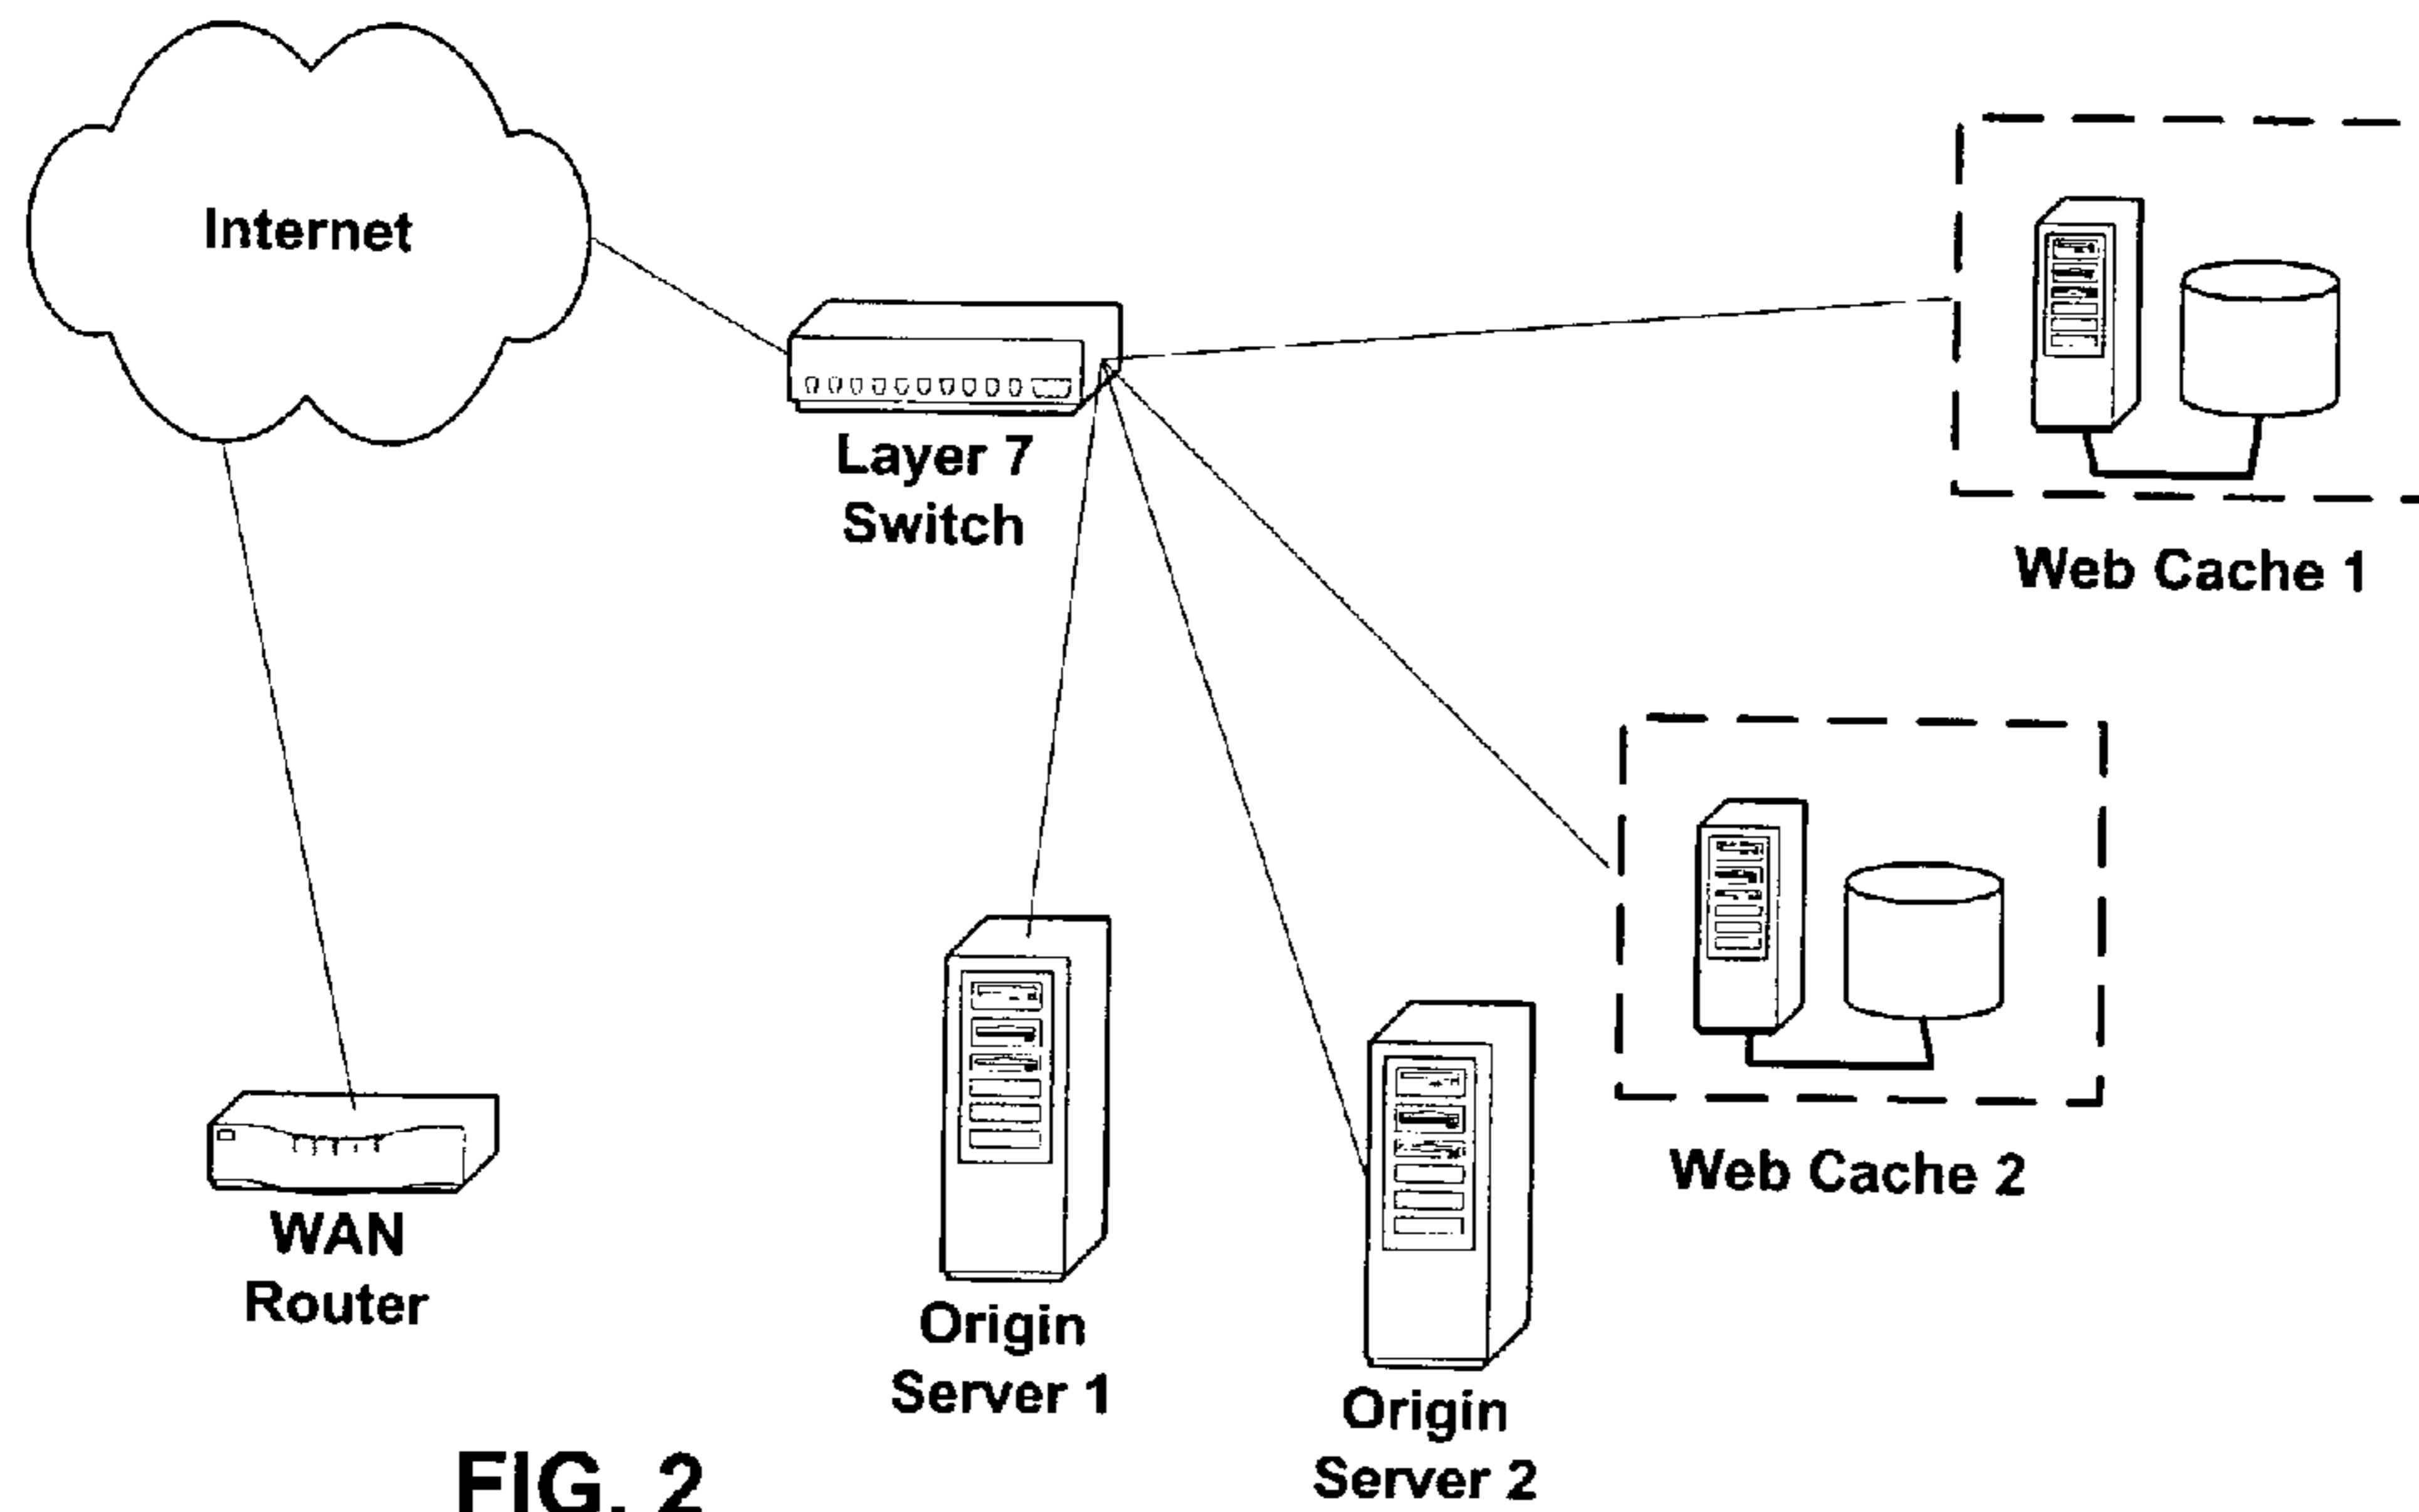 Internet
Layer 7
Switch
Web Cache 1
Web Cache 2
WAN
Router
Origin
Server 1
Origin
Server 2
FIG. 2